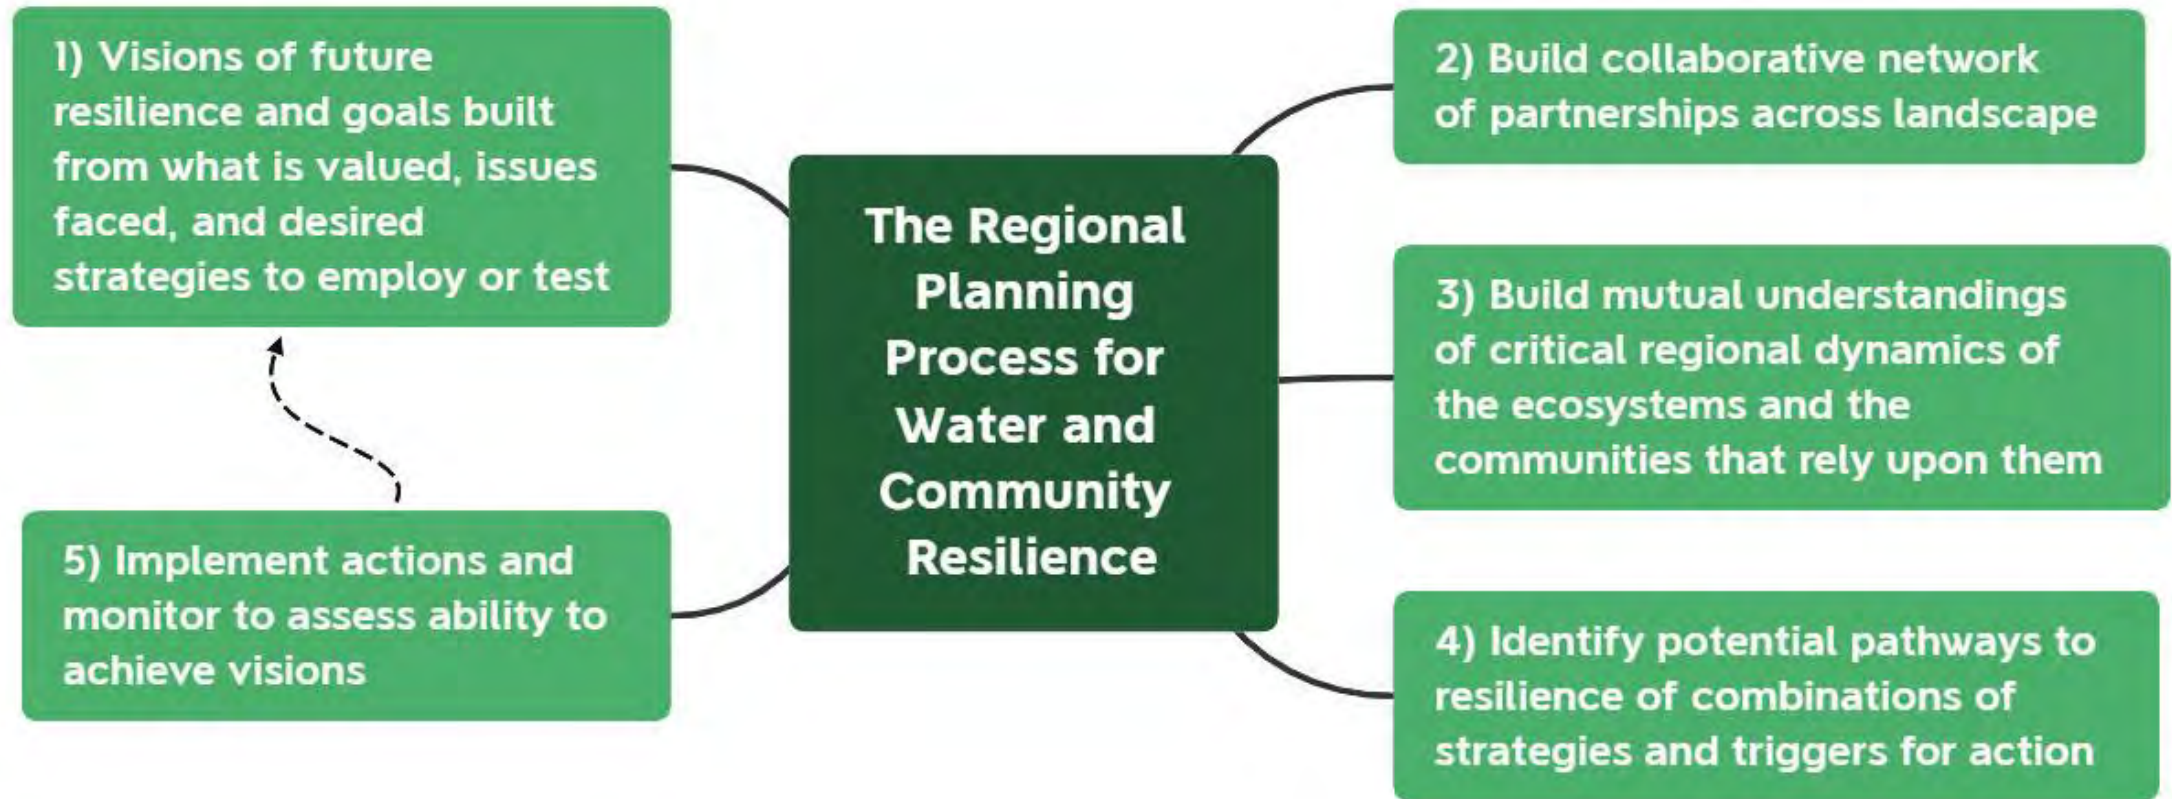 1) Visions of future
resilience and goals built
from what is valued, issues
faced, and desired
strategies to employ or test
2) Build collaborative network
of partnerships across landscape
The Regional
Planning
Process for
Water and
Community
Resilience
3) Build mutual understandings
of critical regional dynamics of
the ecosystems and the
communities that rely upon them
4) Identify potential pathways to
resilience of combinations of
strategies and triggers for action
5) Implement actions and
monitor to assess ability to
achieve visions